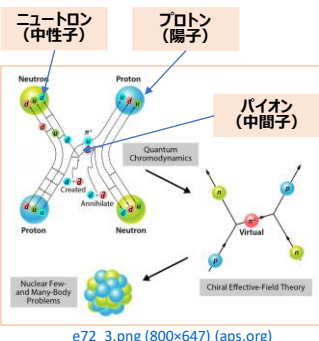 ニュートロン
（中性子）
プロトン
（陽子）
パイオン
（中間子）
Neutron
Proton
Quantum
Chromodynamics
Created
Annihilate
Proton
Neutron
n
p
π
Virtual
p
n
Nuclear Few-
and Many-Body
Problems
Chiral Effective-Field Theory
e72_3.png (800×647) (aps.org)